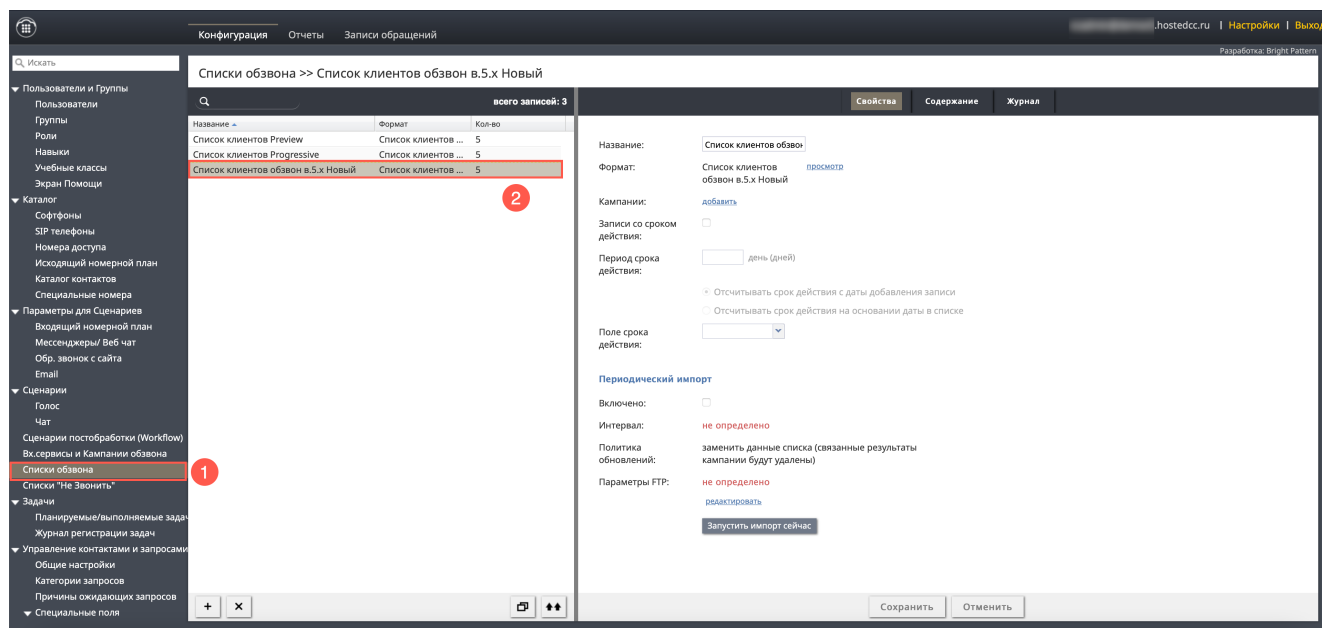 .hostedcc.ru | Настройки | Выход
Конфигурация Отчеты Записи обращений
Разработка: Bright Pattern
Искать
Списки обзвона >> Список клиентов обзвон в.5.х Новый
Пользователи и Группы
Пользователи
Группы
Роли
Навыки
Учебные классы
Экран Помощи
Каталог
Софтфоны
SIP телефоны
Номера доступа
Исходящий номерной план
Каталог контактов
Специальные номера
Параметры для Сценариев
Входящий номерной план
Мессенджеры/ Веб чат
Обр. звонок с сайта
Email
Сценарии
Голос
Чат
Сценарии постобработки (Workflow)
Вх.сервисы и Кампании обзвона
Списки обзвона
1
Списки "Не Звонить"
Задачи
Планируемые/выполняемые задач
Журнал регистрации задач
Управление контактами и запросами
Общие настройки
Категории запросов
Причины ожидающих запросов
Специальные поля
всего записей: 3
Название Формат Кол-во
Список клиентов Preview Список клиентов ... 5
Список клиентов Progressive Список клиентов ... 5
Список клиентов обзвон в.5.х Новый Список клиентов ... 5
2
Свойства Содержание Журнал
Название: Список клиентов обзвон
Формат: Список клиентов просмотр
обзвон в.5.х Новый
Кампании: добавить
Записи со сроком
действия:
Период срока день (дней)
действия:
Отсчитывать срок действия с даты добавления записи
Отсчитывать срок действия на основании даты в списке
Поле срока
действия:
Периодический импорт
Включено:
Интервал: не определено
Политика заменить данные списка (связанные результаты
обновлений: кампании будут удалены)
Параметры FTP: не определено
редактировать
Запустить импорт сейчас
Сохранить Отменить